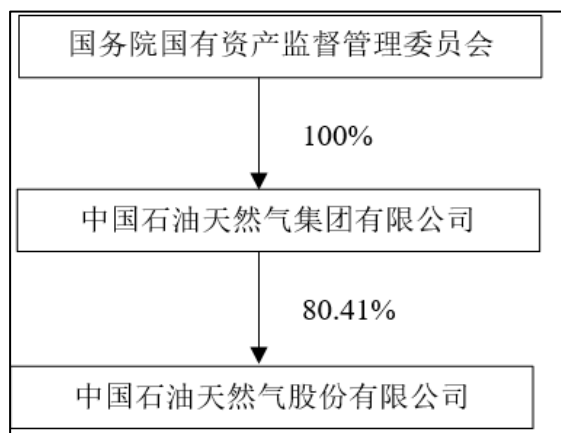 国务院国有资产监督管理委员会
100%
中国石油天然气集团有限公司
80.41%
中国石油天然气股份有限公司